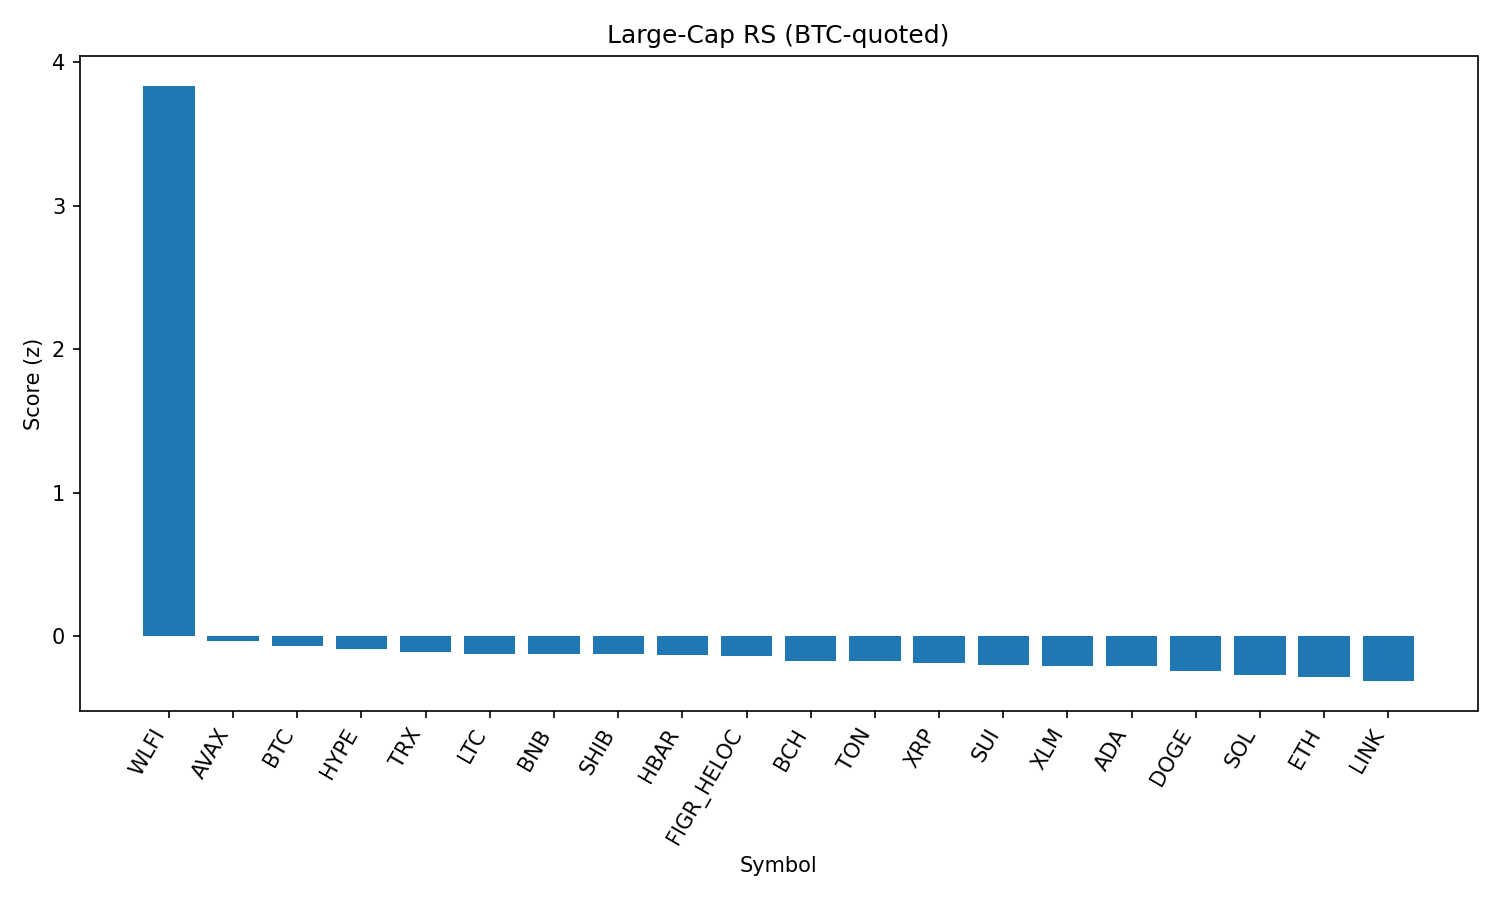 Large-Cap RS (BTC-quoted)
4
3
2
1
0
Score (z)
WLFI
AVAX
BTC
HYPE
TRX
LTC
BNB
SHIB
HBAR
FIGR_HELOC
BCH
TON
XRP
SUI
XLM
ADA
DOGE
SOL
ETH
LINK
Symbol